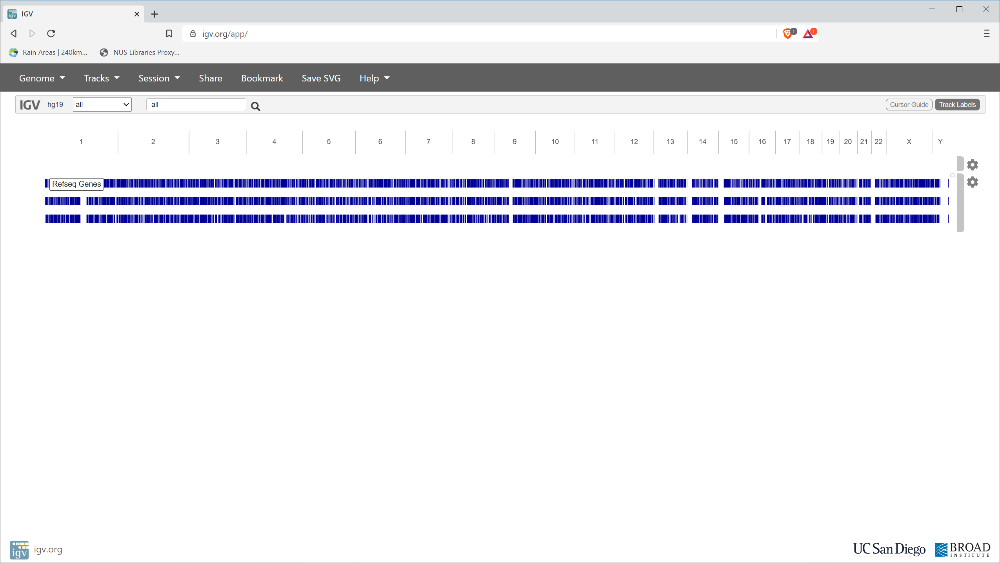 IGV
igv.org/app/
1
1
Rain Areas | 240km...
NUS Libraries Proxy...
Genome
Tracks
Session
Share
Bookmark
Save SVG
Help
IGV
hg19
all
all
Cursor Guide
Track Labels
1 2 3 4 5 6 7 8 9 10 11 12 13 14 15 16 17 18 19 20 21 22 X Y
Refseq Genes
igv
igv.org
UC San Diego
BROAD
INSTITUTE